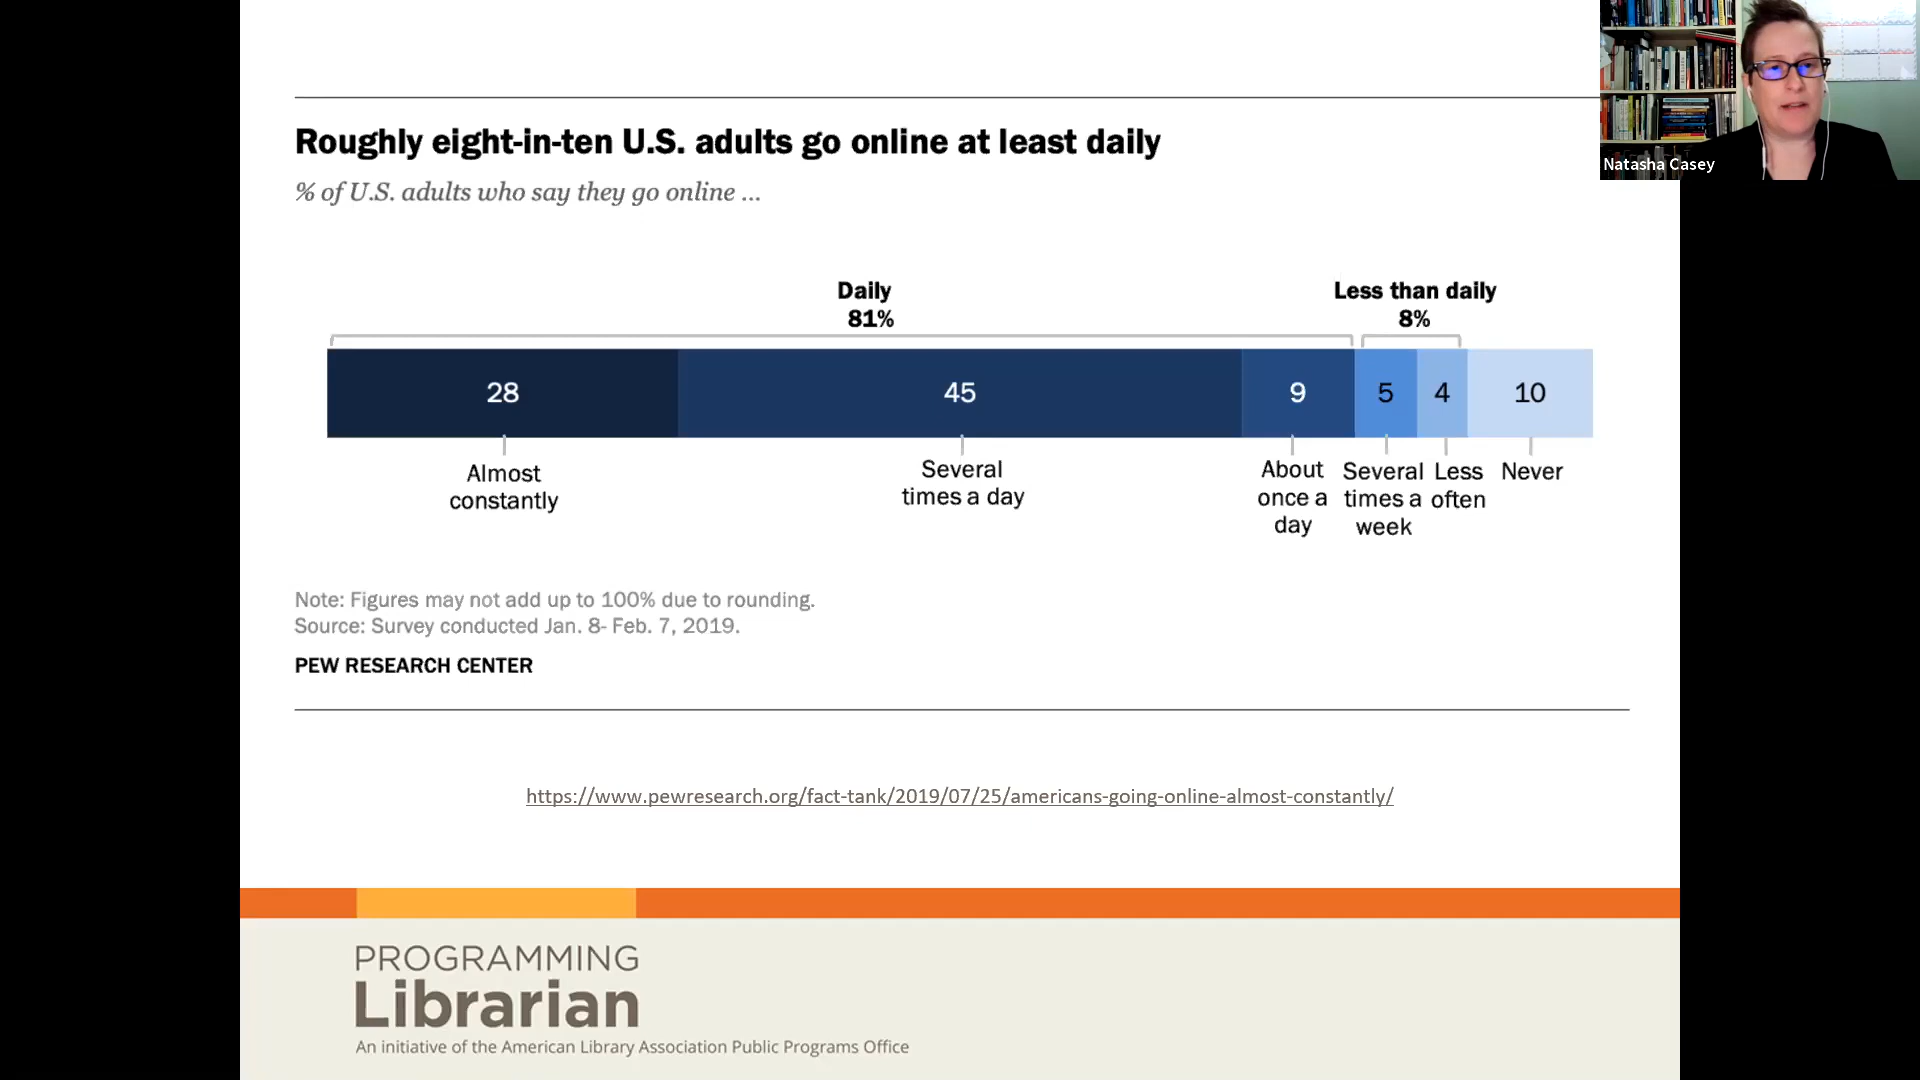 Natasha Casey
Roughly eight-in-ten U.S. adults go online at least daily
% of U.S. adults who say they go online ...
Daily
81%
Less than daily
8%
28
45
9
5
4
10
Almost
constantly
Several
times a day
About
once a
day
Several
times a
week
Less
often
Never
Note: Figures may not add up to 100% due to rounding.
Source: Survey conducted Jan. 8- Feb. 7, 2019.
PEW RESEARCH CENTER
https://www.pewresearch.org/fact-tank/2019/07/25/americans-going-online-almost-constantly/
PROGRAMMING
Librarian
An initiative of the American Library Association Public Programs Office